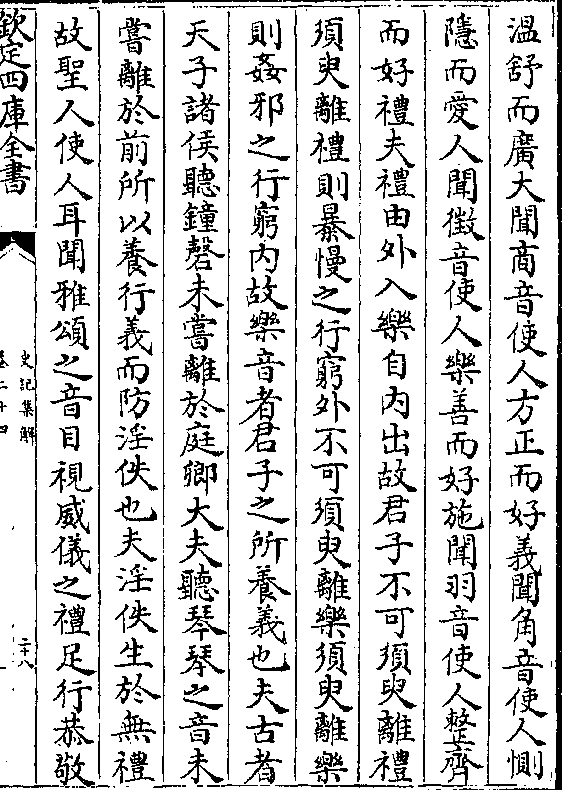 溫舒而廣大聞商音使人方正而好義聞角音使人惻
隱而愛人聞徵音使人樂善而好施聞羽音使人整齊
而好禮夫禮由外入樂自內出故君子不可須臾離禮
須臾離禮則暴慢之行窮外不可須臾離樂須臾離樂
則姦邪之行窮內故樂音者君子之所養義也夫古者
天子諸侯聽鐘磬未嘗離於庭卿大夫聽琴琴之音未
嘗離於前所以養行義而防淫佚也夫淫佚生於無禮
故聖人使人耳聞雅頌之音目視威儀之禮足行恭敬
欽定四庫全書
史記集解
卷二十四
二十八